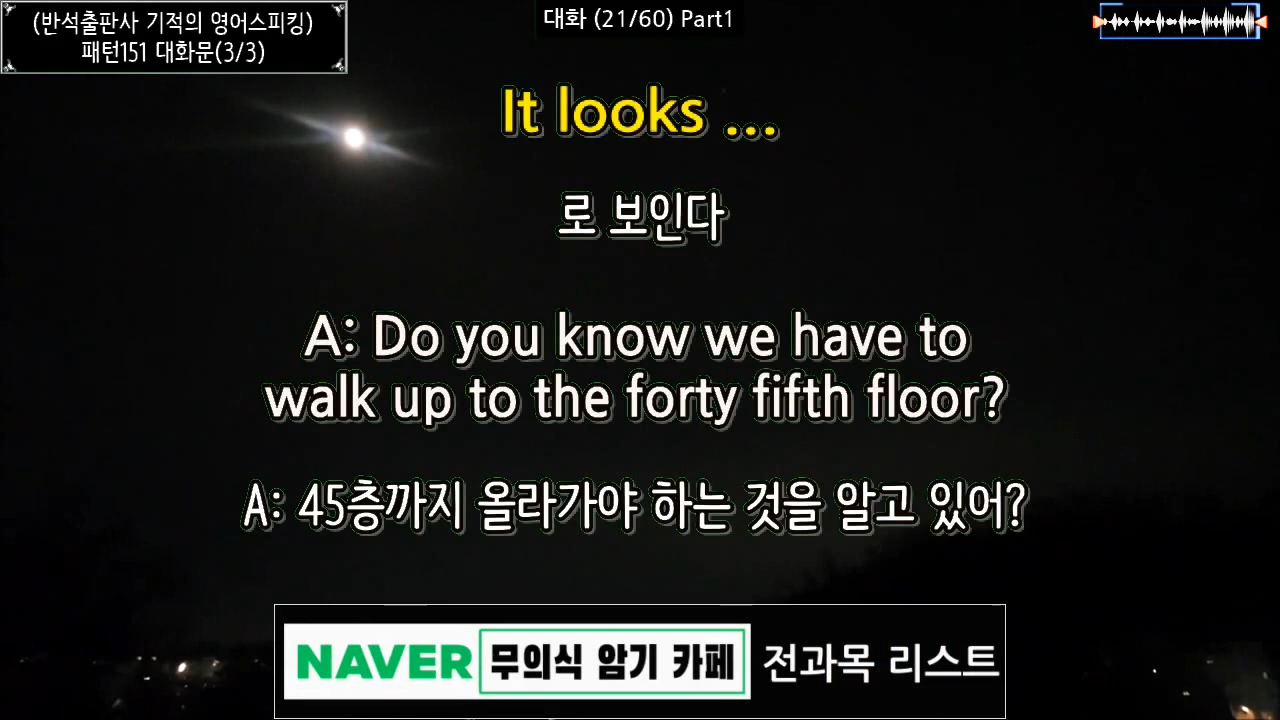 (반석출판사 기적의 영어스피킹)
패턴151 대화문(3/3)
대화 (21/60) Part1
It looks ...
로 보인다
A: Do you know we have to
walk up to the forty fifth floor?
A: 45층까지 올라가야 하는 것을 알고 있어?
NAVER 무의식 암기 카페 전과목 리스트